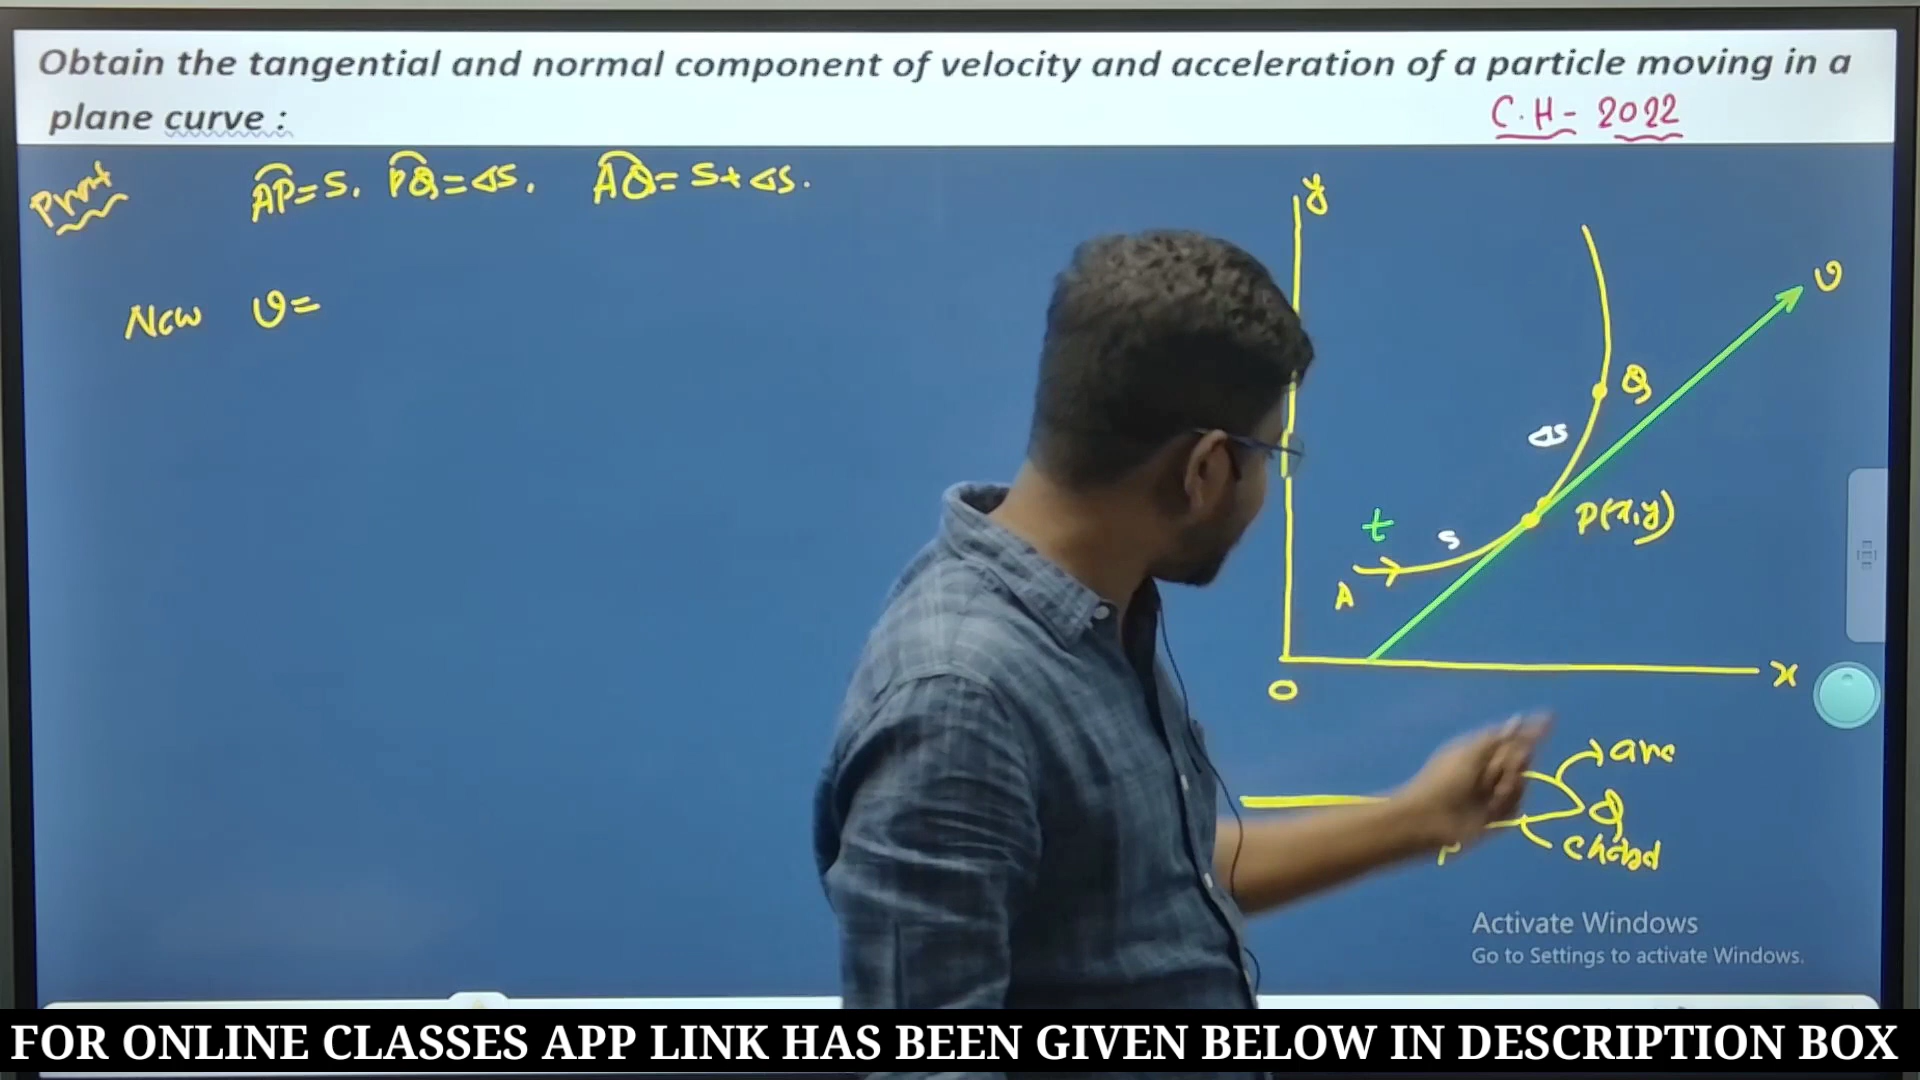 Obtain the tangential and normal component of velocity and acceleration of a particle moving in a
plane curve :
C.H - 2022
Proof
AP = S. PQ = ΔS. AQ = S + ΔS.
Now v =
y
v
Q
ΔS
P(x,y)
t
S
A
O
x
arc
Q
chord
P
Activate Windows
Go to Settings to activate Windows.
FOR ONLINE CLASSES APP LINK HAS BEEN GIVEN BELOW IN DESCRIPTION BOX